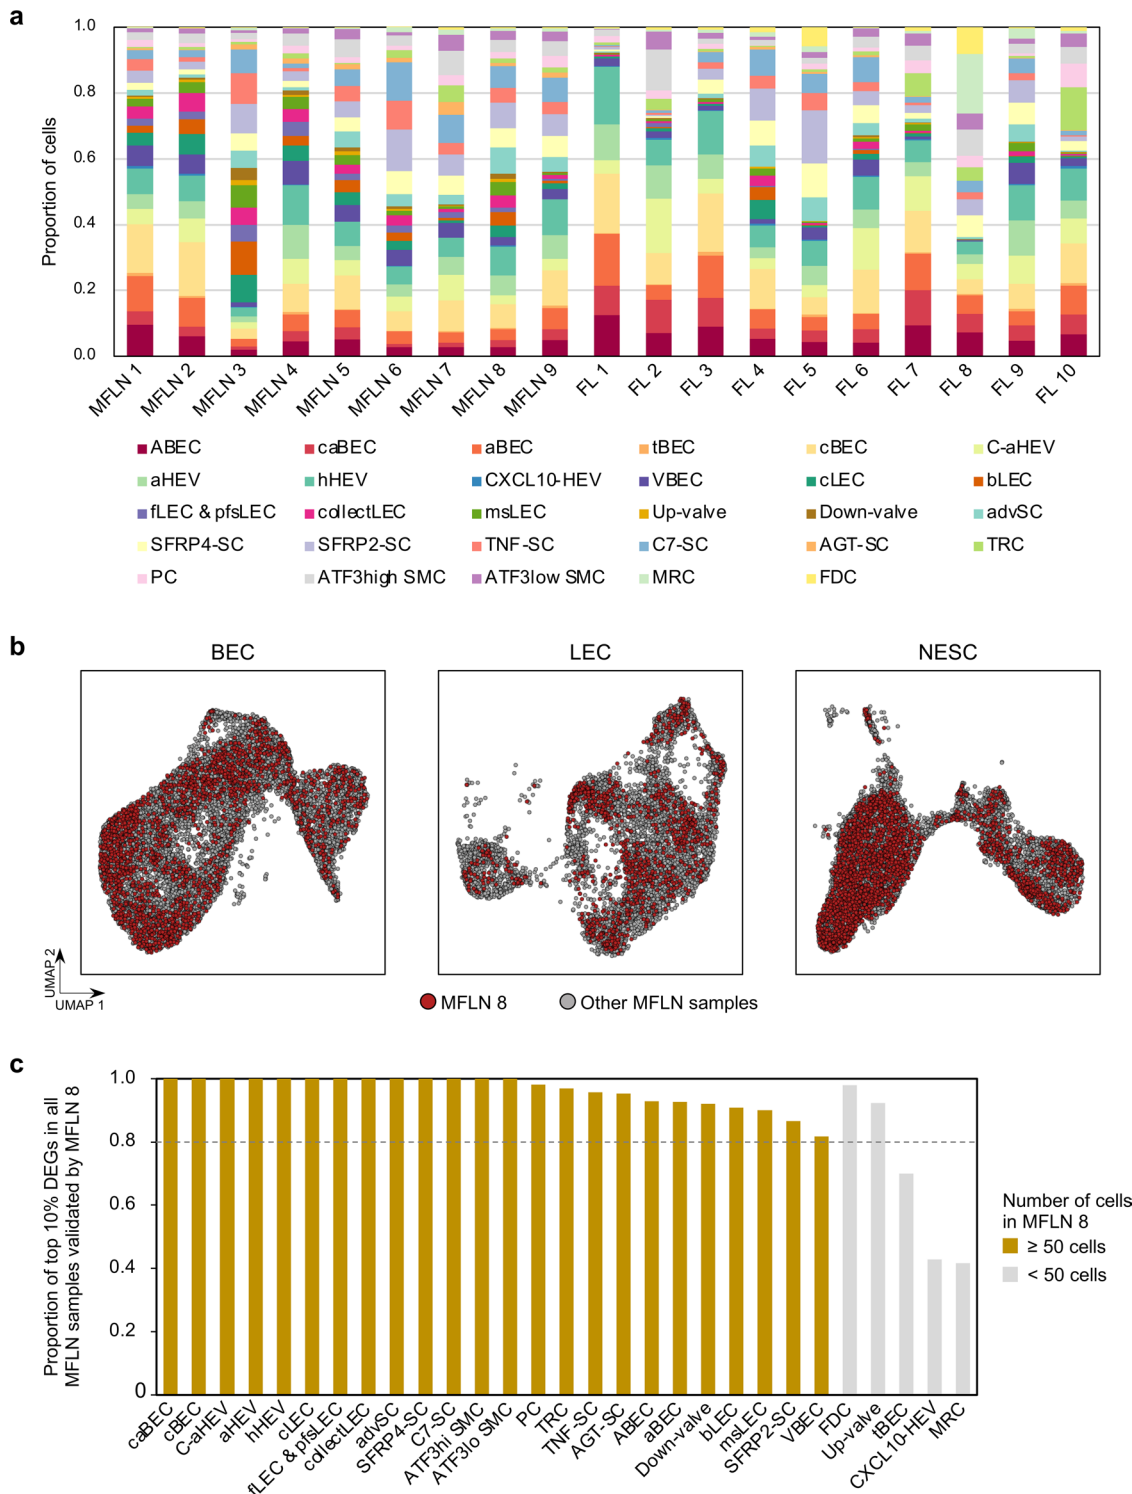 a
Proportion of cells
1.0
0.8
0.6
0.4
0.2
0.0
MFLN 1
MFLN 2
MFLN 3
MFLN 4
MFLN 5
MFLN 6
MFLN 7
MFLN 8
MFLN 9
FL 1
FL 2
FL 3
FL 4
FL 5
FL 6
FL 7
FL 8
FL 9
FL 10
ABEC caBEC aBEC tBEC cBEC C-aHEV
aHEV hHEV CXCL10-HEV VBEC cLEC bLEC
fLEC & pfsLEC collectLEC msLEC Up-valve Down-valve advSC
SFRP4-SC SFRP2-SC TNF-SC C7-SC AGT-SC TRC
PC ATF3high SMC ATF3low SMC MRC FDC
b
BEC LEC NESC
UMAP 2
UMAP 1
MFLN 8 Other MFLN samples
c
Proportion of top 10% DEGs in all
MFLN samples validated by MFLN 8
1.0
0.8
0.6
0.4
0.2
0
caBEC
cBEC
C-aHEV
aHEV
hHEV
cLEC
fLEC & pfsLEC
collectLEC
advSC
SFRP4-SC
C7-SC
ATF3hi SMC
ATF3lo SMC
PC
TRC
TNF-SC
AGT-SC
ABEC
aBEC
Down-valve
bLEC
msLEC
SFRP2-SC
VBEC
FDC
Up-valve
tBEC
CXCL10-HEV
MRC
Number of cells
in MFLN 8
≥ 50 cells
< 50 cells